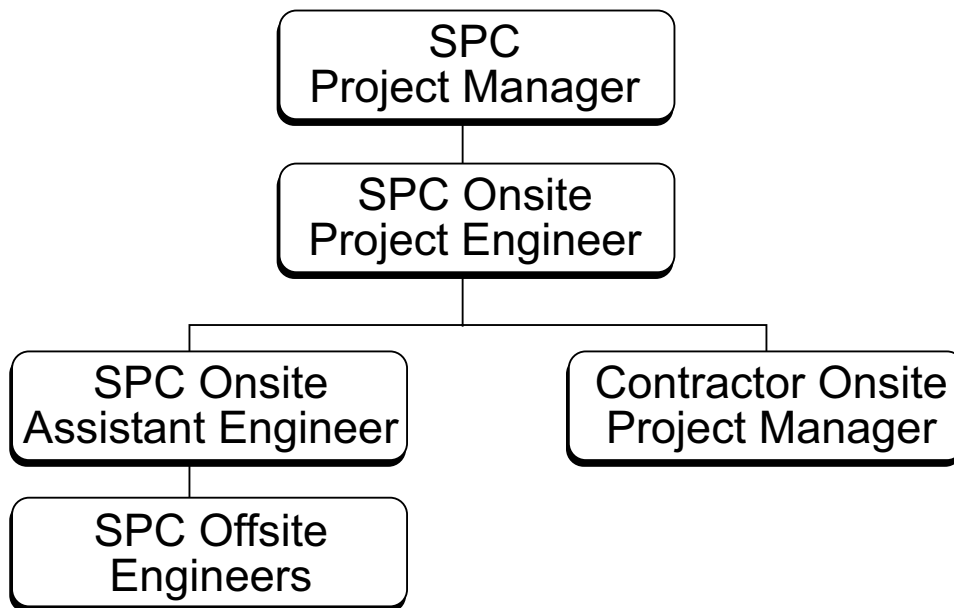 SPC
Project Manager
SPC Onsite
Project Engineer
SPC Onsite
Assistant Engineer
Contractor Onsite
Project Manager
SPC Offsite
Engineers